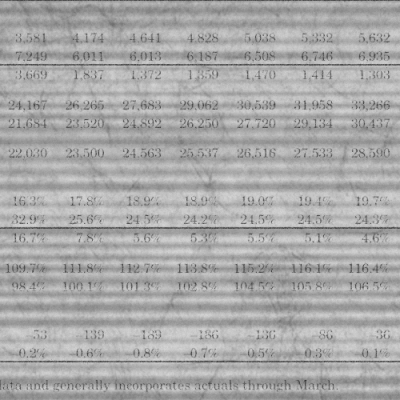 3,581 4,174 4,641 4,828 5,038 5,332 5,632
7,249 6,011 6,013 6,187 6,508 6,746 6,935
3,669 1,837 1,372 1,359 1,470 1,414 1,303
24,167 26,265 27,683 29,062 30,539 31,958 33,266
21,684 23,520 24,892 26,250 27,720 29,134 30,437
22,030 23,500 24,563 25,537 26,516 27,533 28,590
16.3% 17.8% 18.9% 18.9% 19.0% 19.4% 19.7%
32.9% 25.6% 24.5% 24.2% 24.5% 24.5% 24.3%
16.7% 7.8% 5.6% 5.3% 5.5% 5.1% 4.6%
109.7% 111.8% 112.7% 113.8% 115.2% 116.1% 116.4%
98.4% 100.1% 101.3% 102.8% 104.5% 105.8% 106.5%
-53 -139 -189 -186 -136 -86 -36
-0.2% -0.6% -0.8% -0.7% -0.5% -0.3% -0.1%
data and generally incorporates actuals through March.